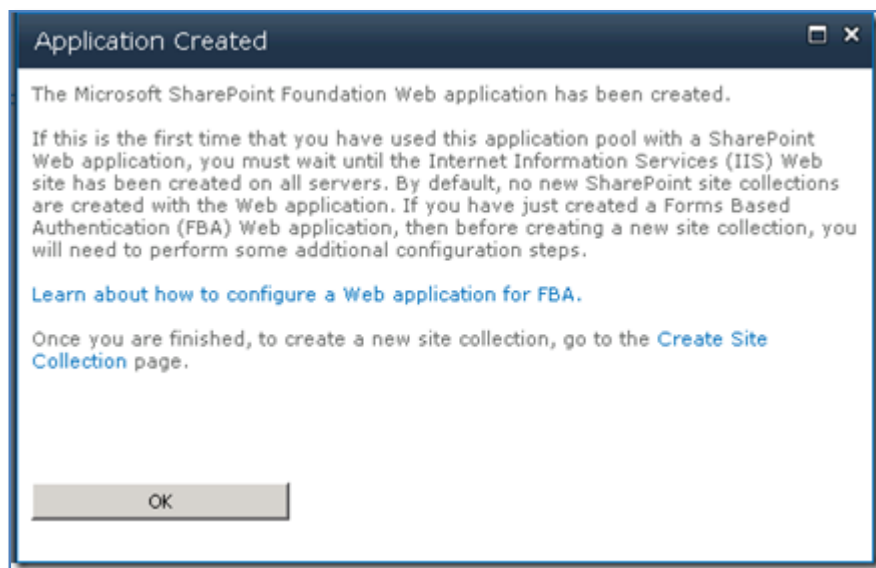 Application Created
The Microsoft SharePoint Foundation Web application has been created.
If this is the first time that you have used this application pool with a SharePoint
Web application, you must wait until the Internet Information Services (IIS) Web
site has been created on all servers. By default, no new SharePoint site collections
are created with the Web application. If you have just created a Forms Based
Authentication (FBA) Web application, then before creating a new site collection, you
will need to perform some additional configuration steps.
Learn about how to configure a Web application for FBA.
Once you are finished, to create a new site collection, go to the Create Site
Collection page.
OK